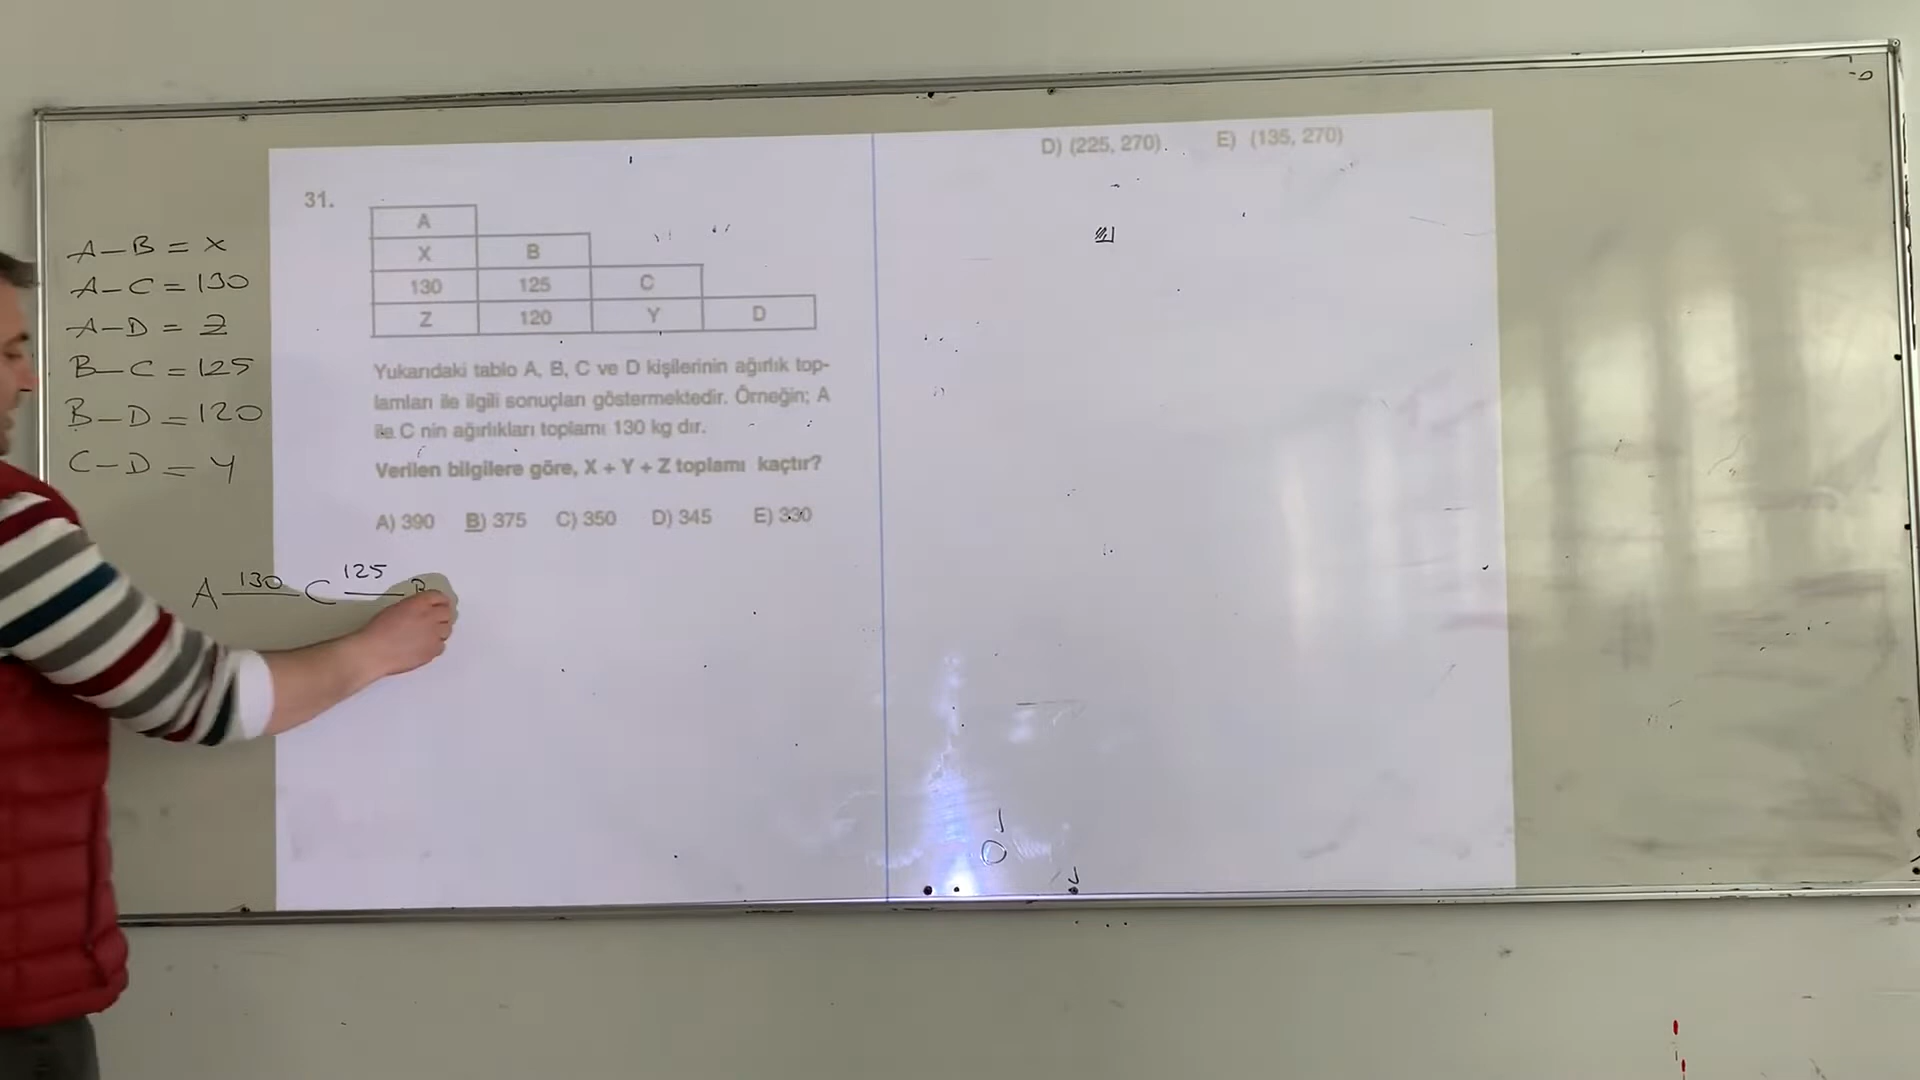 D) (225, 270). E) (135, 270)
31.
A
X B
130 125 C
Z 120 Y D
A-B = X
A-C = 130
A-D = Z
B-C = 125
B-D = 120
C-D = Y
Yukarıdaki tablo A, B, C ve D kişilerinin ağırlık top-
lamları ile ilgili sonuçları göstermektedir. Örneğin; A
ile C nin ağırlıkları toplamı 130 kg dır.
Verilen bilgilere göre, X + Y + Z toplamı kaçtır?
A) 390 B) 375 C) 350 D) 345 E) 330
A 130 C 125 B